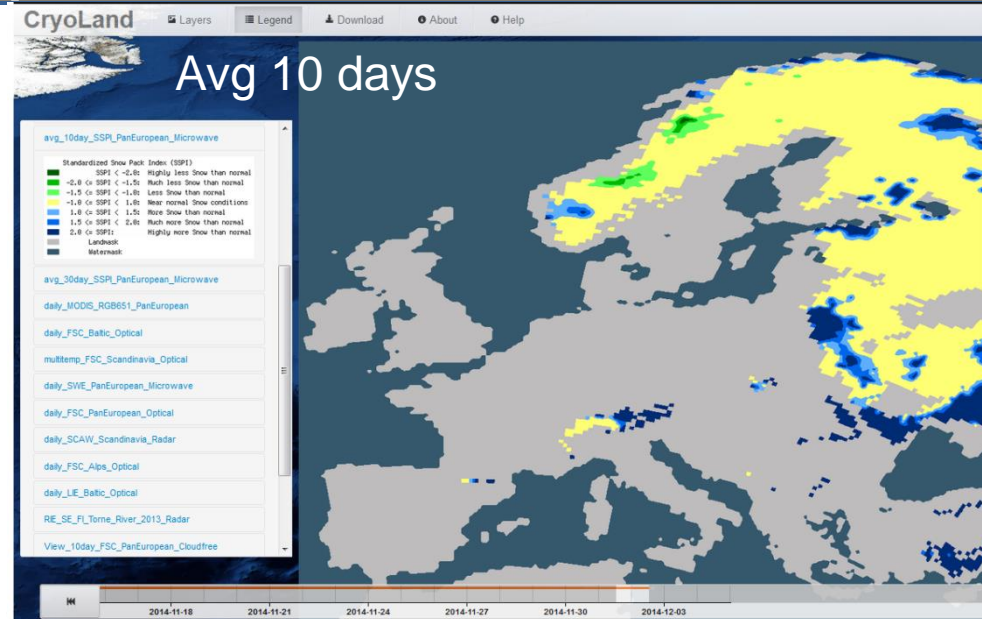 CryoLand Layers Legend Download About Help
Avg 10 days
avg_10day_SSPI_PanEuropean_Microwave
Standardized Snow Pack Index (SSPI)
SSPI < -2.0: Highly less Snow than normal
-2.0 <= SSPI < -1.5: Much less Snow than normal
-1.5 <= SSPI < -1.0: Less Snow than normal
-1.0 <= SSPI < 1.0: Near normal Snow conditions
1.0 <= SSPI < 1.5: More Snow than normal
1.5 <= SSPI < 2.0: Much more Snow than normal
2.0 <= SSPI: Highly more Snow than normal
Landmask
Watermask
avg_30day_SSPI_PanEuropean_Microwave
daily_MODIS_RGB651_PanEuropean
daily_FSC_Baltic_Optical
multitemp_FSC_Scandinavia_Optical
daily_SWE_PanEuropean_Microwave
daily_FSC_PanEuropean_Optical
daily_SCAW_Scandinavia_Radar
daily_FSC_Alps_Optical
daily_LIE_Baltic_Optical
RIE_SE_FI_Torne_River_2013_Radar
View_10day_FSC_PanEuropean_Cloudfree
2014-11-18 2014-11-21 2014-11-24 2014-11-27 2014-11-30 2014-12-03